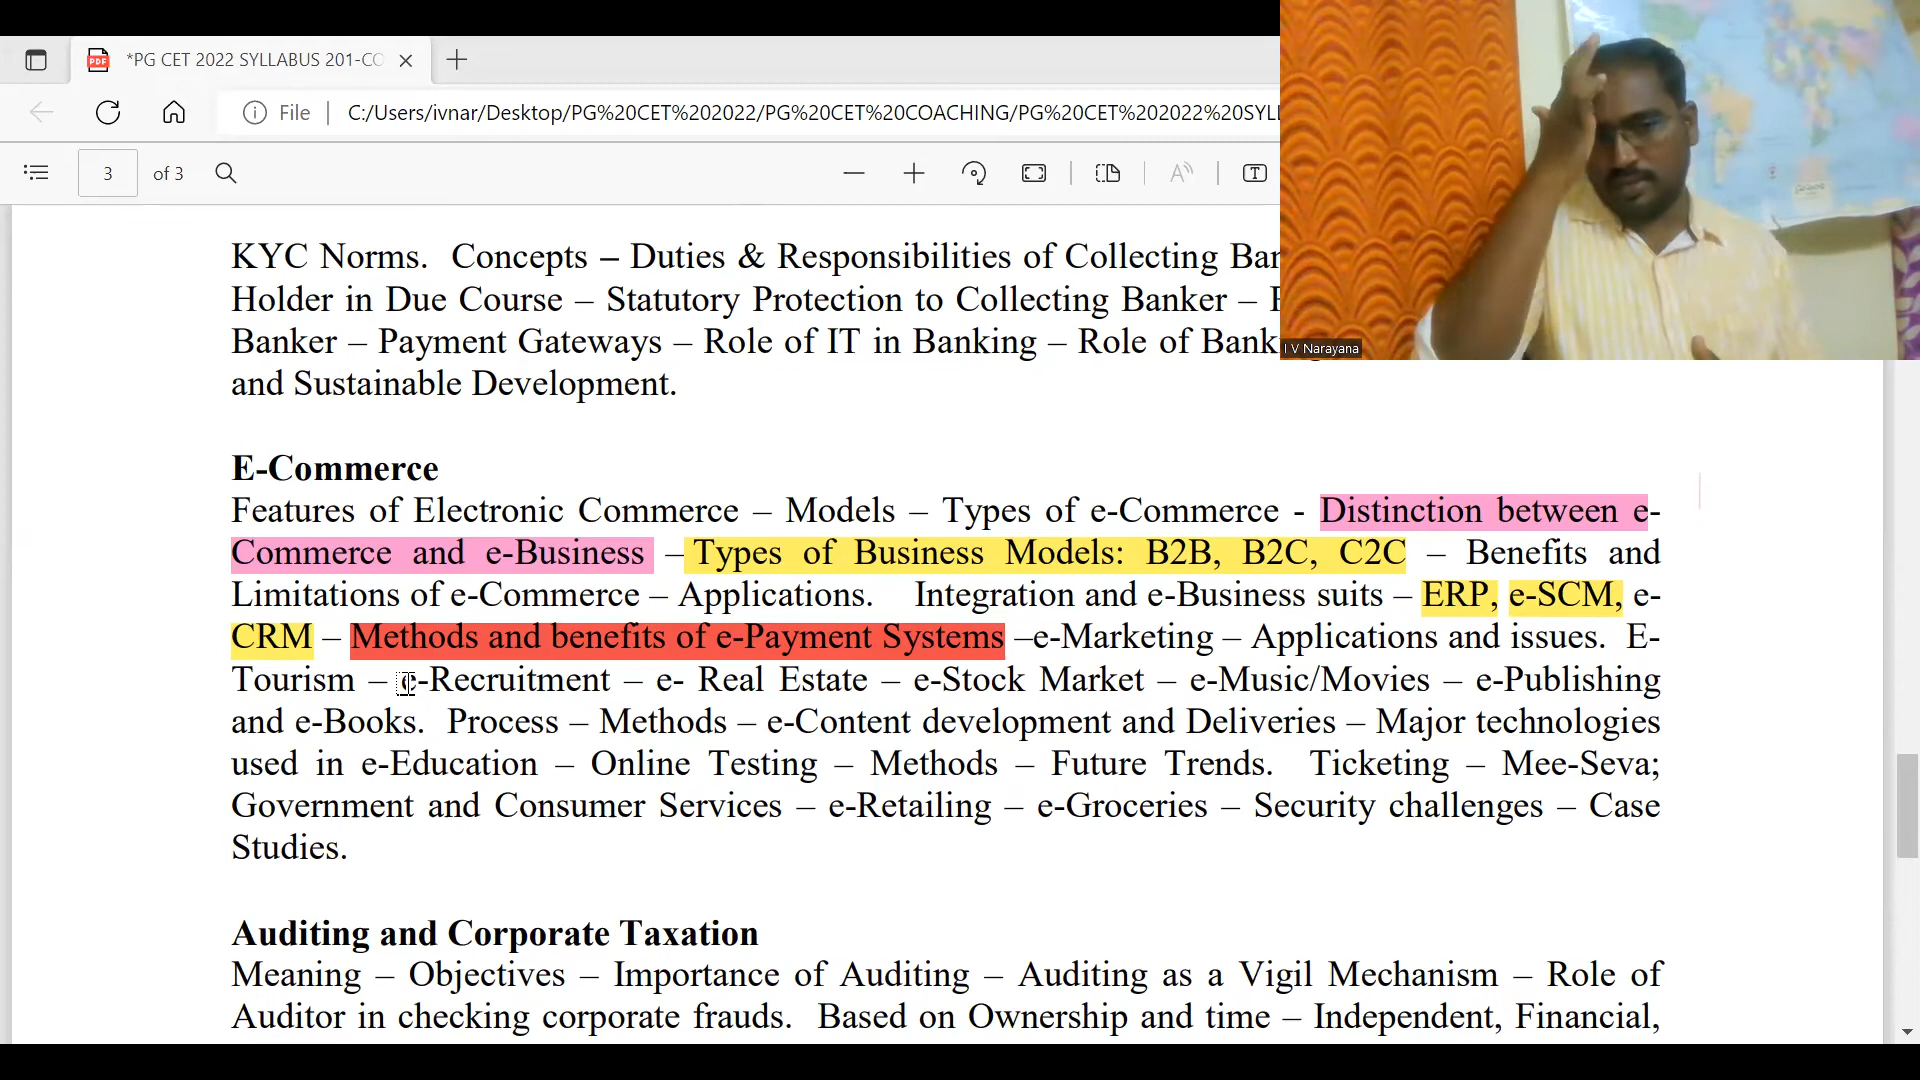 *PG CET 2022 SYLLABUS 201-CO
File
C:/Users/ivnar/Desktop/PG%20CET%202022/PG%20CET%20COACHING/PG%20CET%202022%20SYL
3 of 3
I V Narayana
KYC Norms. Concepts – Duties & Responsibilities of Collecting
Holder in Due Course – Statutory Protection to Collecting Banker –
Banker – Payment Gateways – Role of IT in Banking – Role of
and Sustainable Development.
E-Commerce
Features of Electronic Commerce – Models – Types of e-Commerce - Distinction between e-
Commerce and e-Business – Types of Business Models: B2B, B2C, C2C – Benefits and
Limitations of e-Commerce – Applications. Integration and e-Business suits – ERP, e-SCM, e-
CRM – Methods and benefits of e-Payment Systems –e-Marketing – Applications and issues. E-
Tourism – e-Recruitment – e- Real Estate – e-Stock Market – e-Music/Movies – e-Publishing
and e-Books. Process – Methods – e-Content development and Deliveries – Major technologies
used in e-Education – Online Testing – Methods – Future Trends. Ticketing – Mee-Seva;
Government and Consumer Services – e-Retailing – e-Groceries – Security challenges – Case
Studies.
Auditing and Corporate Taxation
Meaning – Objectives – Importance of Auditing – Auditing as a Vigil Mechanism – Role of
Auditor in checking corporate frauds. Based on Ownership and time – Independent, Financial,